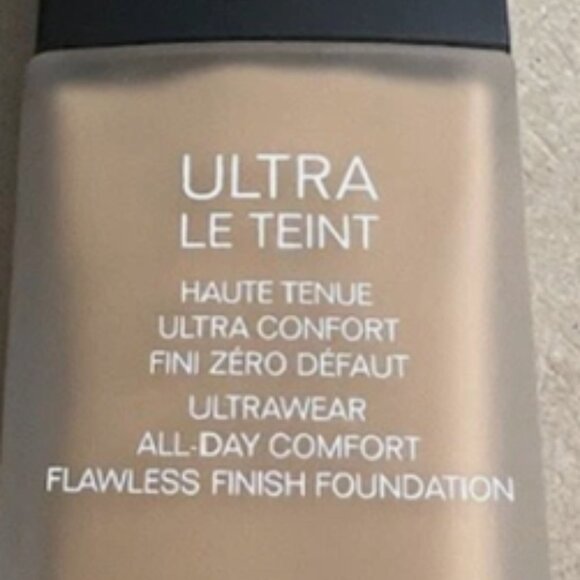 ULTRA
LE TEINT
HAUTE TENUE
ULTRA CONFORT
FINI ZÉRO DÉFAUT
ULTRAWEAR
ALL-DAY COMFORT
FLAWLESS FINISH FOUNDATION